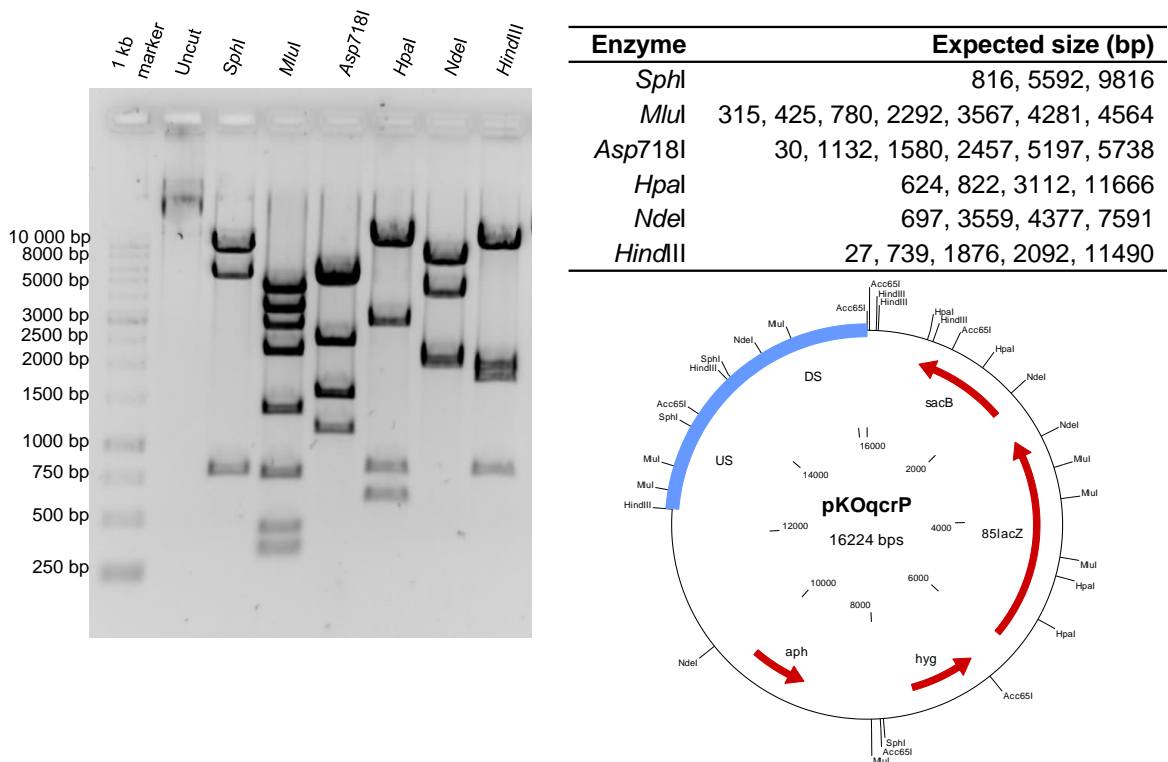 1 kb
marker
Uncut
SphI
MluI
Asp718I
HpaI
NdeI
HindIII
10 000 bp
8000 bp
5000 bp
3000 bp
2500 bp
2000 bp
1500 bp
1000 bp
750 bp
500 bp
250 bp
Enzyme Expected size (bp)
SphI 816, 5592, 9816
MluI 315, 425, 780, 2292, 3567, 4281, 4564
Asp718I 30, 1132, 1580, 2457, 5197, 5738
HpaI 624, 822, 3112, 11666
NdeI 697, 3559, 4377, 7591
HindIII 27, 739, 1876, 2092, 11490
Acc65I
HindIII
HindIII
Acc65I
HpaI
HindIII
Acc65I
HpaI
NdeI
NdeI
MluI
MluI
MluI
HpaI
HpaI
Acc65I
SphI
Acc65I
MluI
NdeI
HindIII
MluI
MluI
SphI
Acc65I
HindIII
SphI
NdeI
MluI
DS
US
sacB
85lacZ
hyg
aph
16000
2000
4000
6000
8000
10000
12000
14000
pKOqcrP
16224 bps